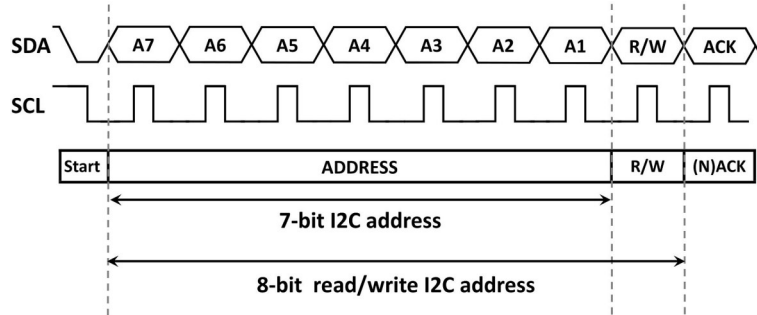 SDA A7 A6 A5 A4 A3 A2 A1 R/W ACK
SCL
Start ADDRESS R/W (N)ACK
7-bit I2C address
8-bit read/write I2C address